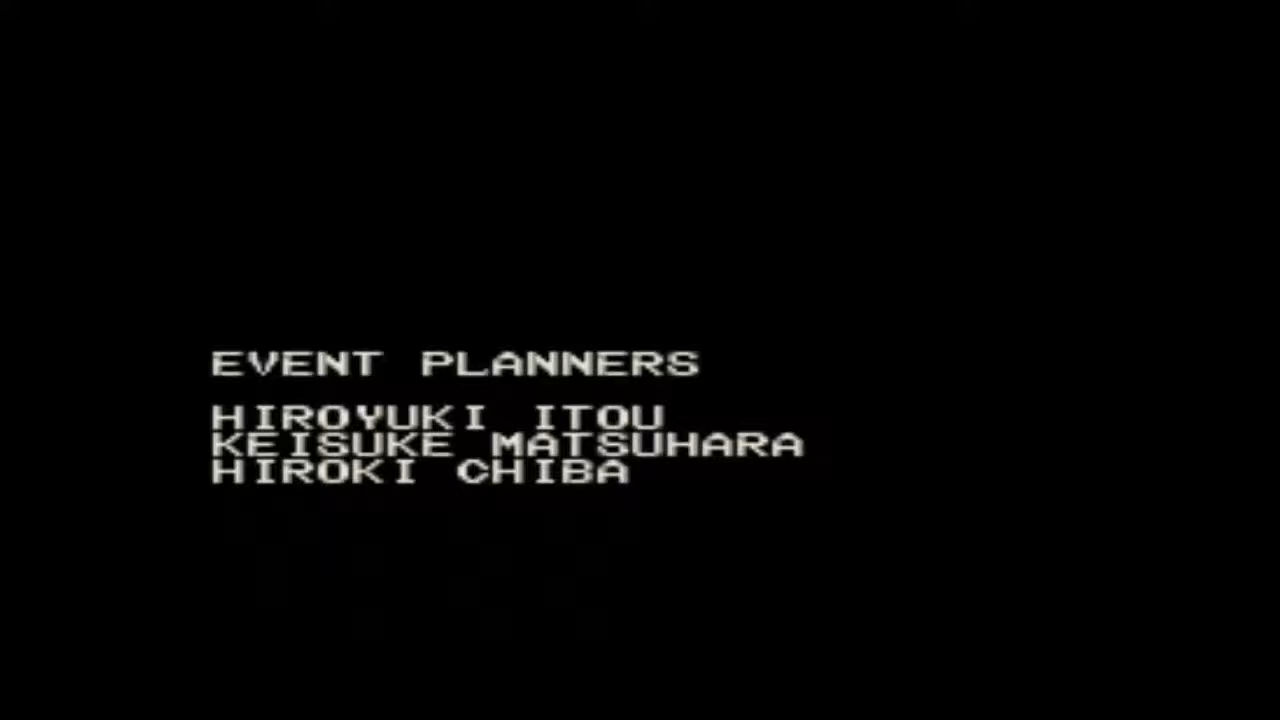 EVENT PLANNERS
HIROYUKI ITOU
KEISUKE MATSUHARA
HIROKI CHIBA